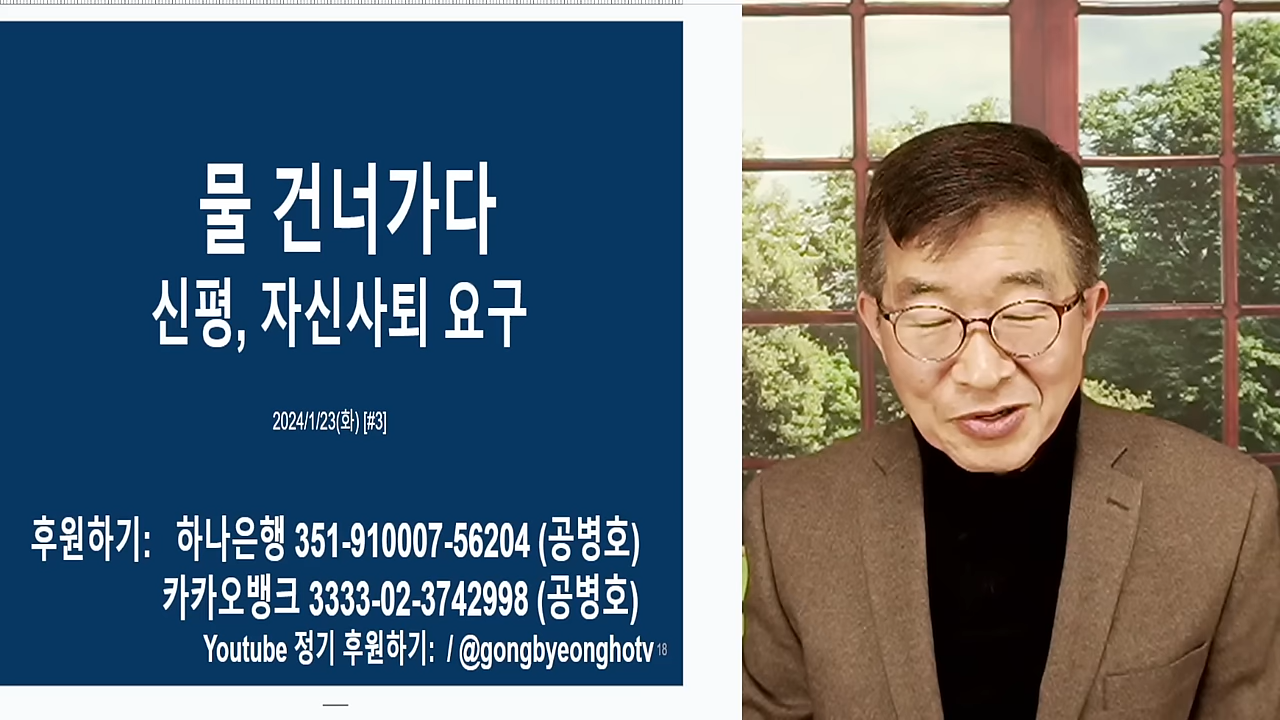 물 건너가다
신평, 자신사퇴 요구
2024/1/23(화) [#3]
후원하기: 하나은행 351-910007-56204 (공병호)
카카오뱅크 3333-02-3742998 (공병호)
Youtube 정기 후원하기: / @gongbyeonghotv 18